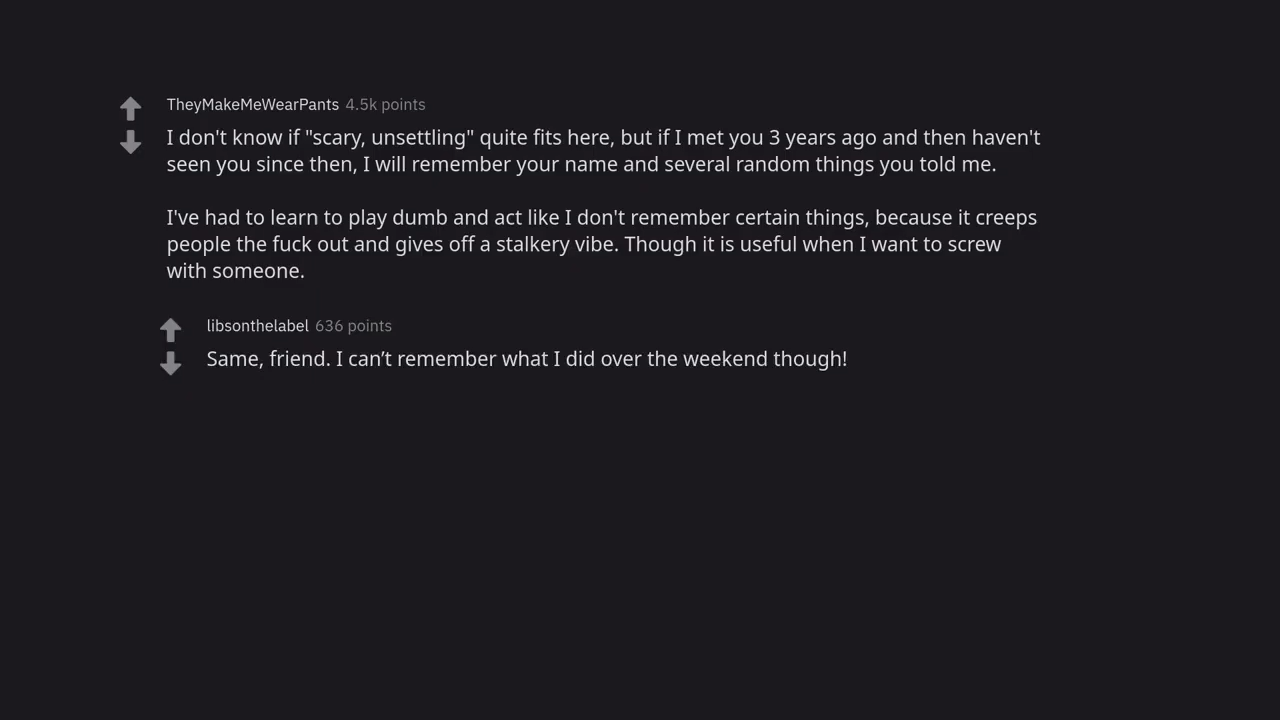 TheyMakeMeWearPants 4.5k points
I don't know if "scary, unsettling" quite fits here, but if I met you 3 years ago and then haven't
seen you since then, I will remember your name and several random things you told me.
I've had to learn to play dumb and act like I don't remember certain things, because it creeps
people the fuck out and gives off a stalkery vibe. Though it is useful when I want to screw
with someone.
libsonthelabel 636 points
Same, friend. I can’t remember what I did over the weekend though!